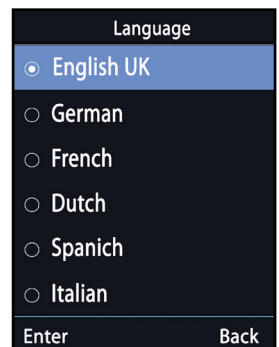 Language
English UK
German
French
Dutch
Spanich
Italian
Enter Back